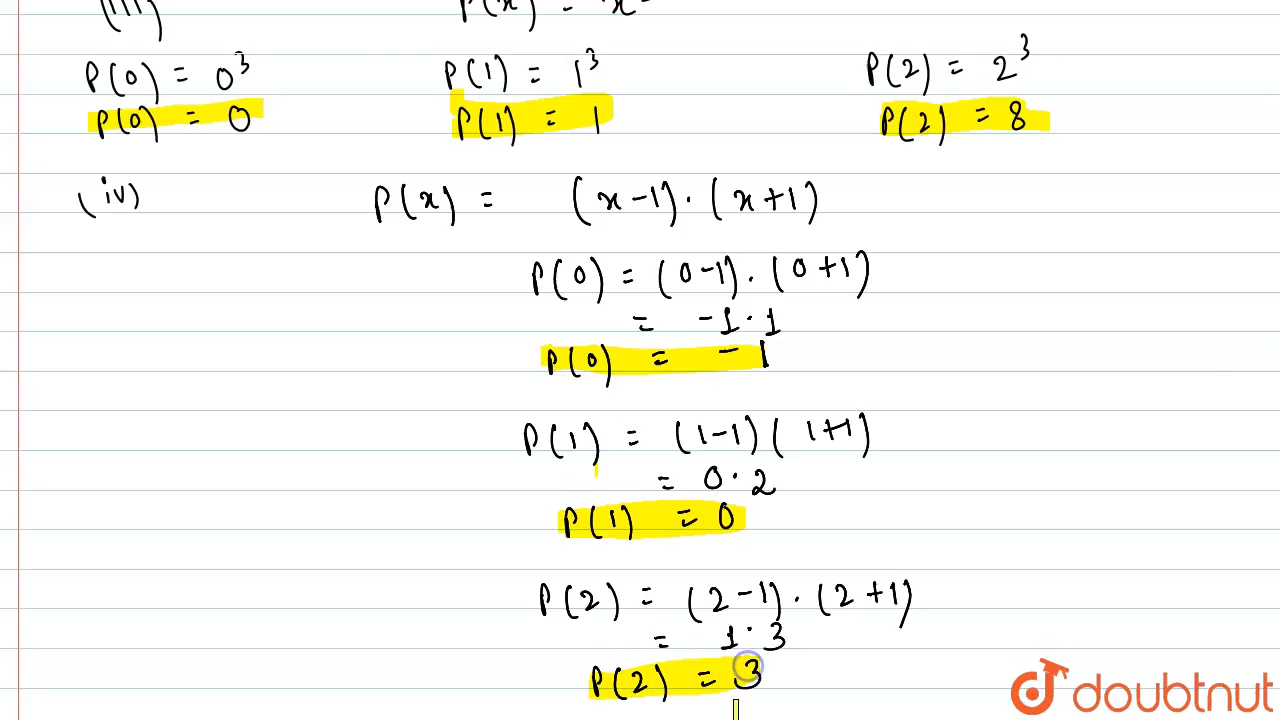 (iii) P(x) = x
P(0) = 0³ P(1) = 1³ P(2) = 2³
P(0) = 0 P(1) = 1 P(2) = 8
(iv) P(x) = (x-1)·(x+1)
P(0) = (0-1)·(0+1)
= -1·1
P(0) = -1
P(1) = (1-1)(1+1)
= 0·2
P(1) = 0
P(2) = (2-1)·(2+1)
= 1·3
P(2) = 3
doubtnut